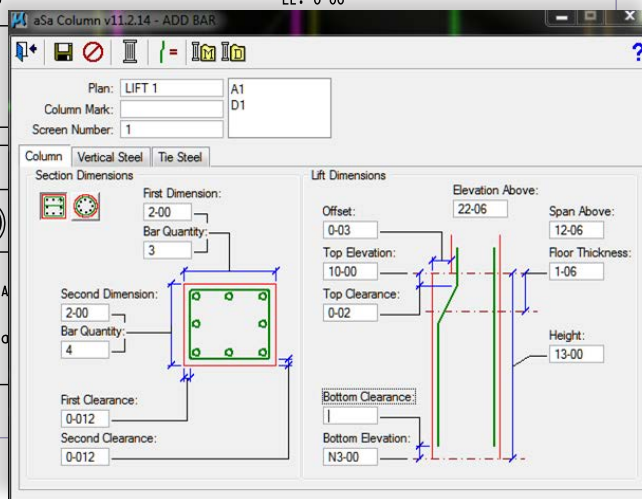 EL: 0-00
aSa Column v11.2.14 - ADD BAR
?
Plan: LIFT 1
A1
Column Mark:
D1
Screen Number: 1
Column Vertical Steel Tie Steel
Section Dimensions
First Dimension:
2-00
Bar Quantity:
3
Second Dimension:
2-00
Bar Quantity:
4
First Clearance:
0-012
Second Clearance:
0-012
Lift Dimensions
Elevation Above:
22-06
Offset:
0-03
Span Above:
12-06
Top Elevation:
10-00
Floor Thickness:
1-06
Top Clearance:
0-02
Height:
13-00
Bottom Clearance:
Bottom Elevation:
N3-00